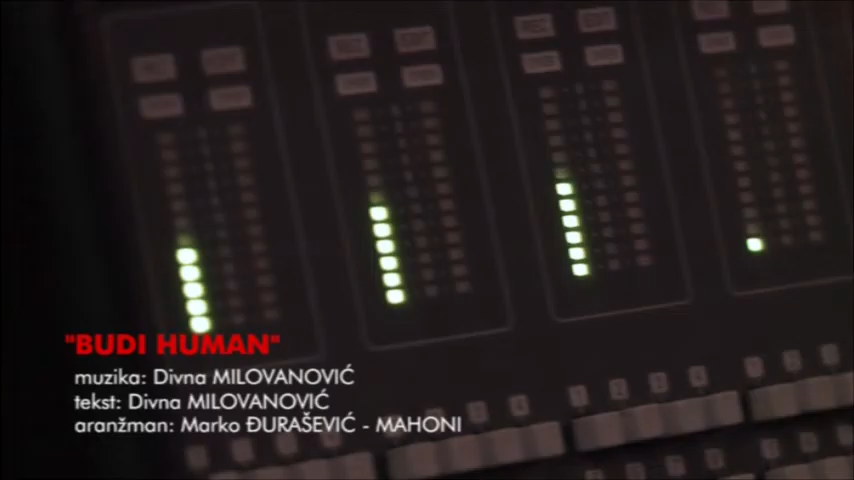 "BUDI HUMAN"
muzika: Divna MILOVANOVIĆ
tekst: Divna MILOVANOVIĆ
aranžman: Marko ĐURAŠEVIĆ - MAHONI